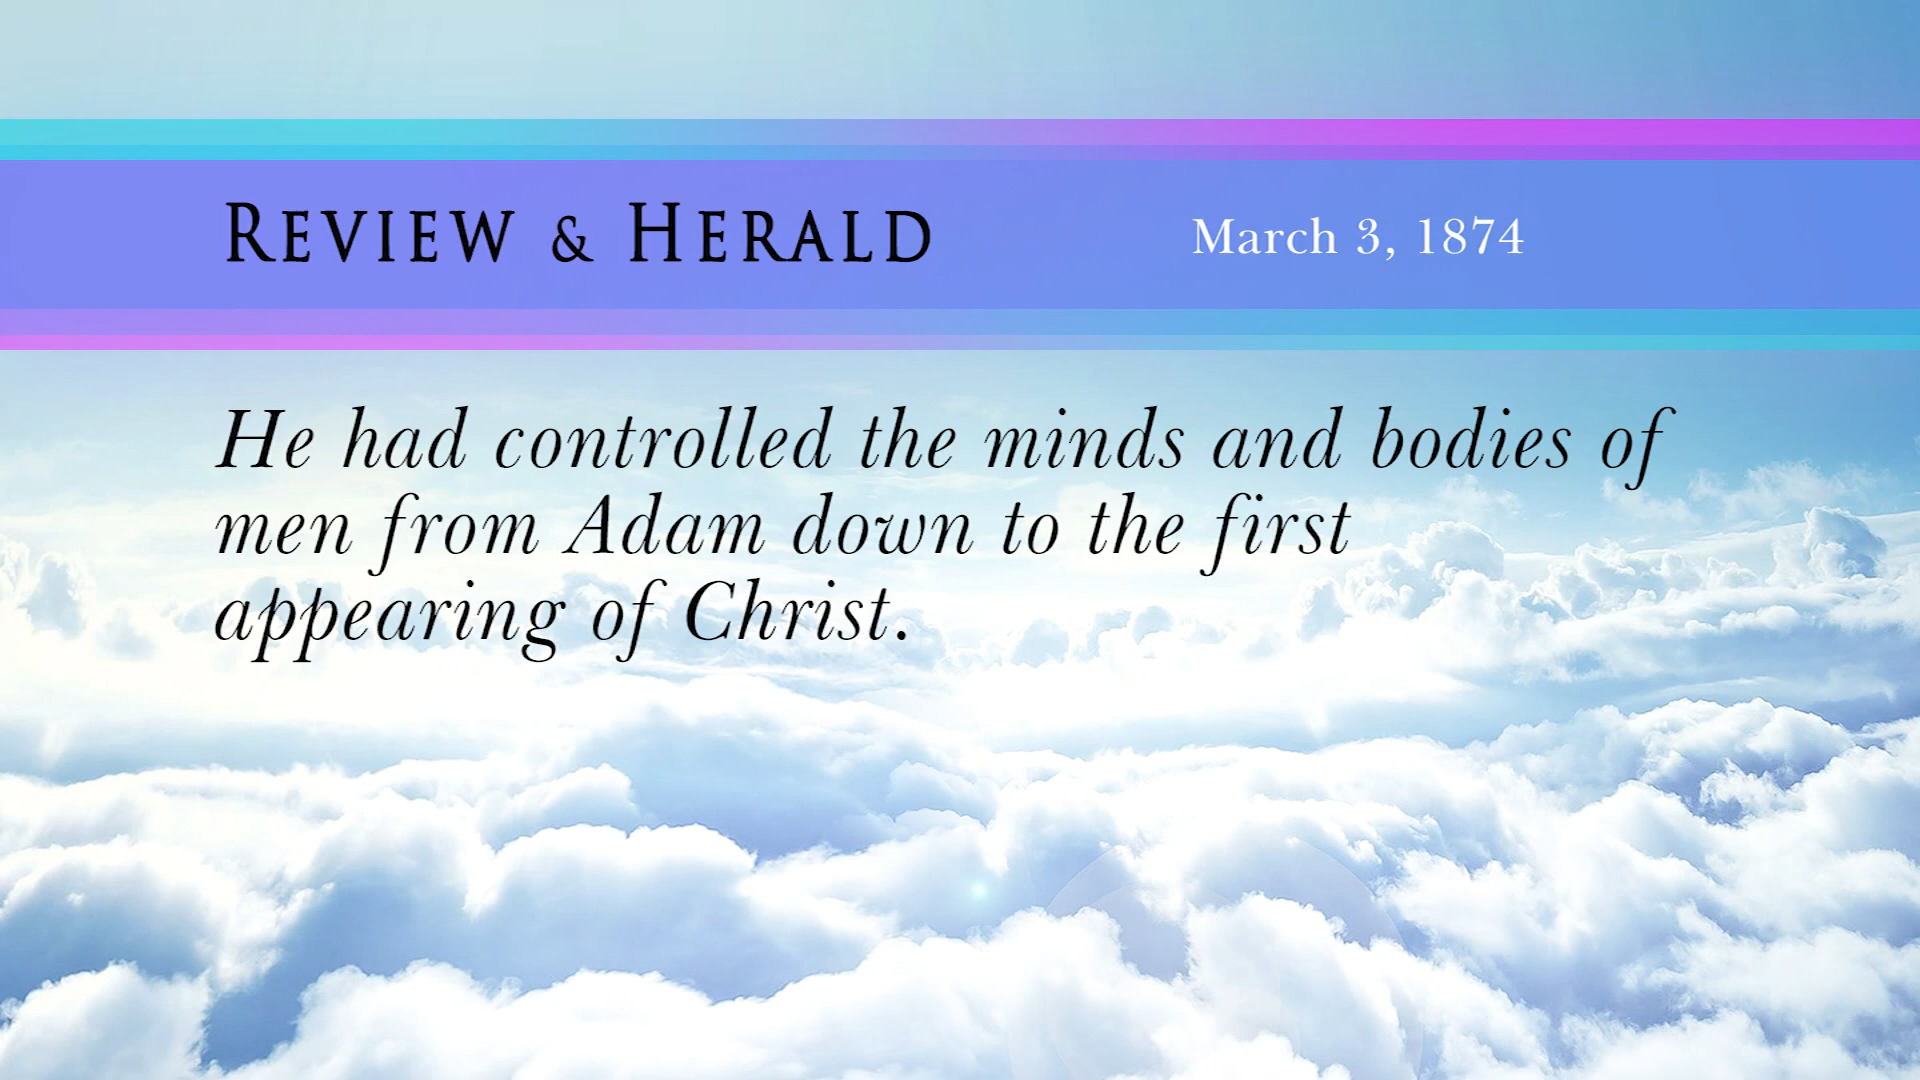 REVIEW & HERALD
March 3, 1874
He had controlled the minds and bodies of
men from Adam down to the first
appearing of Christ.